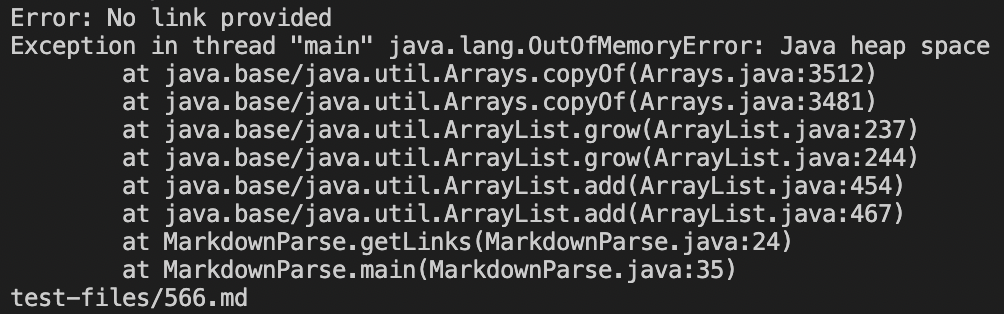 Error: No link provided
Exception in thread "main" java.lang.OutOfMemoryError: Java heap space
        at java.base/java.util.Arrays.copyOf(Arrays.java:3512)
        at java.base/java.util.Arrays.copyOf(Arrays.java:3481)
        at java.base/java.util.ArrayList.grow(ArrayList.java:237)
        at java.base/java.util.ArrayList.grow(ArrayList.java:244)
        at java.base/java.util.ArrayList.add(ArrayList.java:454)
        at java.base/java.util.ArrayList.add(ArrayList.java:467)
        at MarkdownParse.getLinks(MarkdownParse.java:24)
        at MarkdownParse.main(MarkdownParse.java:35)
test-files/566.md